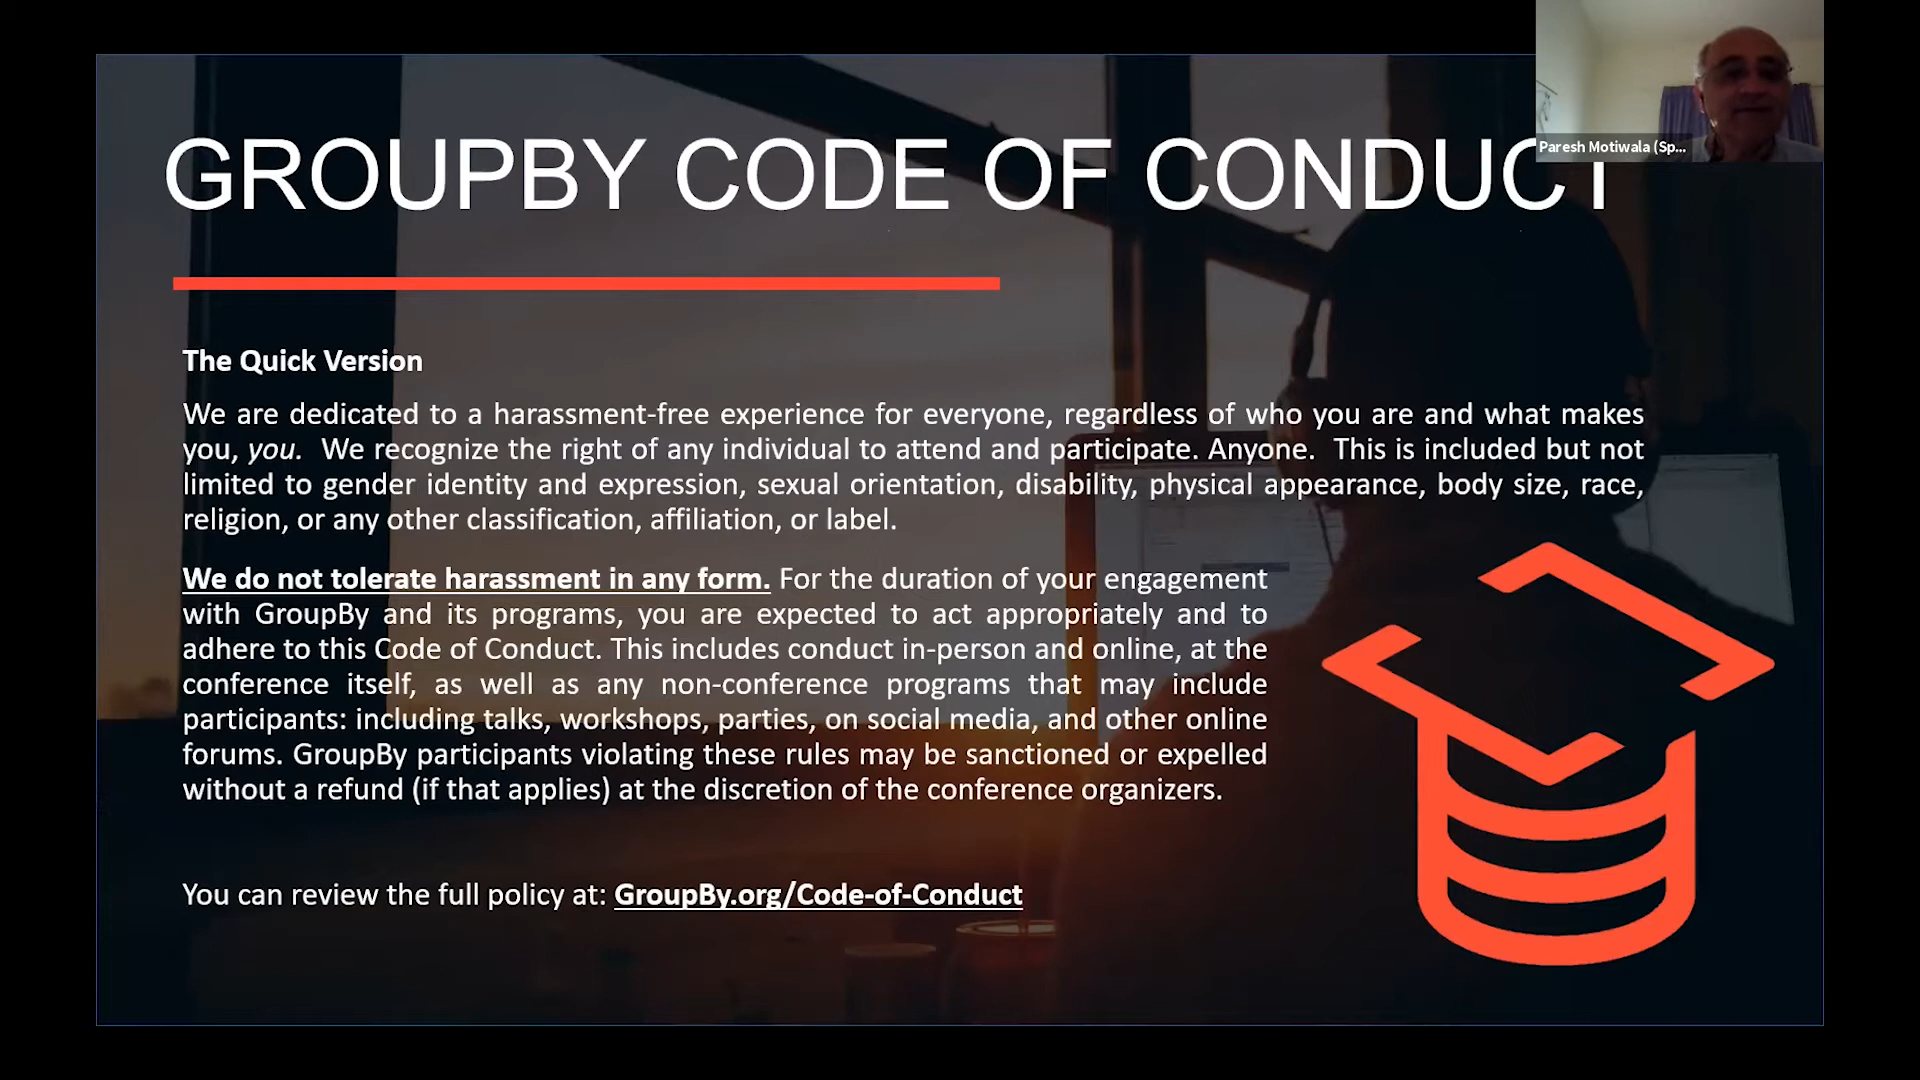 Paresh Motiwala (Sp...
GROUPBY CODE OF CONDUCT
The Quick Version
We are dedicated to a harassment-free experience for everyone, regardless of who you are and what makes
you, you. We recognize the right of any individual to attend and participate. Anyone. This is included but not
limited to gender identity and expression, sexual orientation, disability, physical appearance, body size, race,
religion, or any other classification, affiliation, or label.
We do not tolerate harassment in any form. For the duration of your engagement
with GroupBy and its programs, you are expected to act appropriately and to
adhere to this Code of Conduct. This includes conduct in-person and online, at the
conference itself, as well as any non-conference programs that may include
participants: including talks, workshops, parties, on social media, and other online
forums. GroupBy participants violating these rules may be sanctioned or expelled
without a refund (if that applies) at the discretion of the conference organizers.
You can review the full policy at: GroupBy.org/Code-of-Conduct